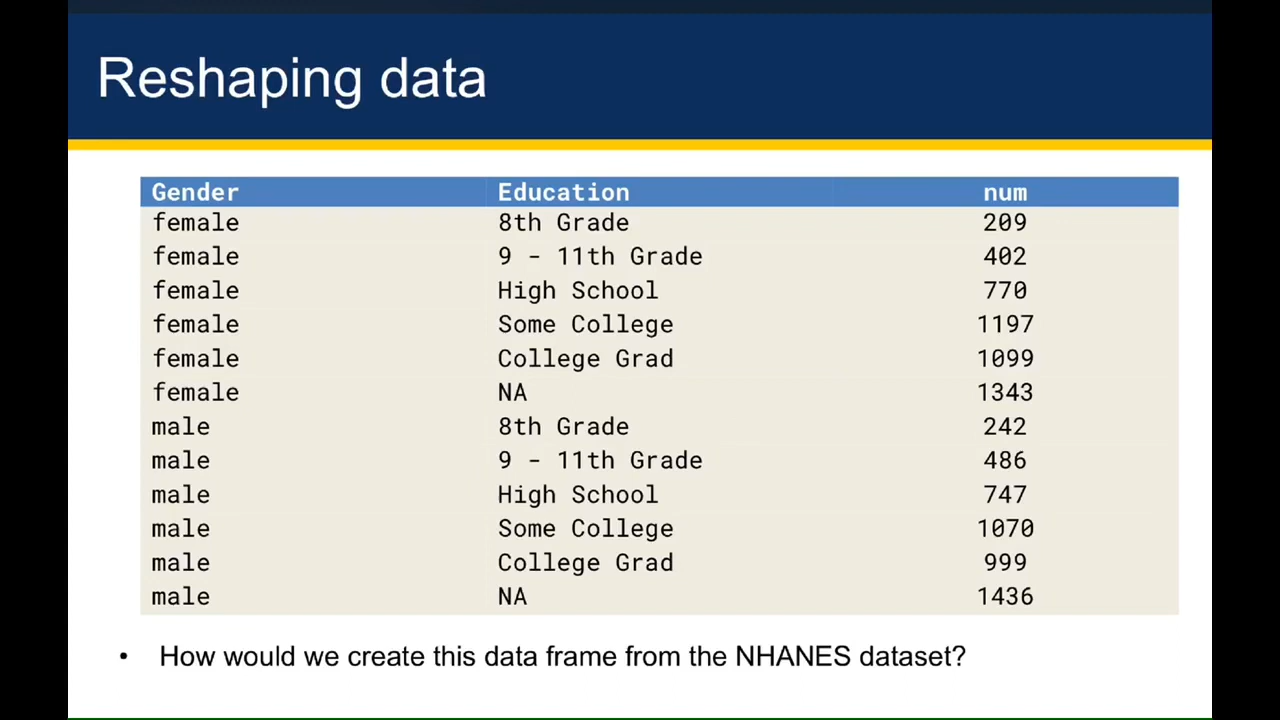 Reshaping data
Gender Education num
female 8th Grade 209
female 9 - 11th Grade 402
female High School 770
female Some College 1197
female College Grad 1099
female NA 1343
male 8th Grade 242
male 9 - 11th Grade 486
male High School 747
male Some College 1070
male College Grad 999
male NA 1436
• How would we create this data frame from the NHANES dataset?